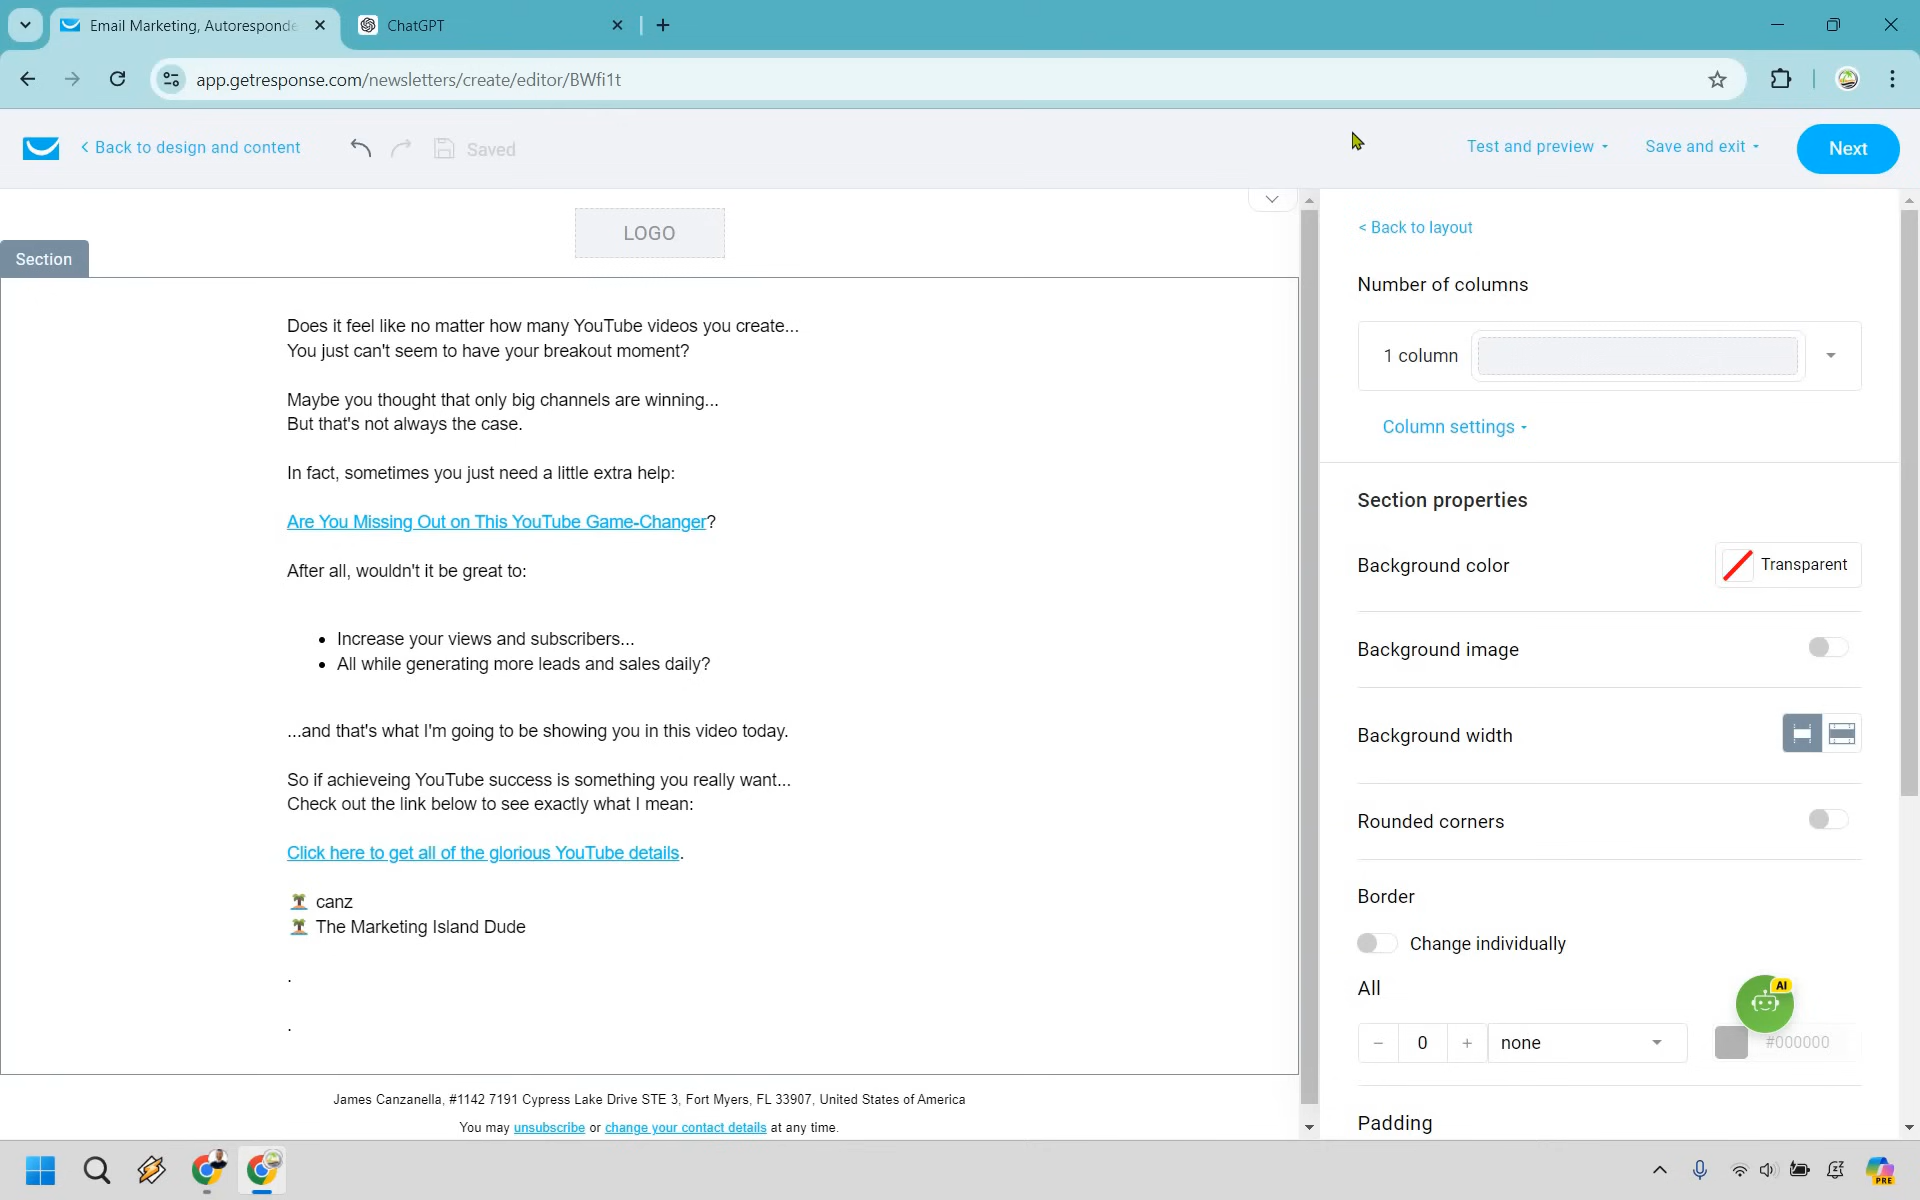 Email Marketing, Autoresponde
ChatGPT
app.getresponse.com/newsletters/create/editor/BWfi1t
< Back to design and content
Saved
Test and preview
Save and exit
Next
LOGO
Section
Does it feel like no matter how many YouTube videos you create...
You just can't seem to have your breakout moment?
Maybe you thought that only big channels are winning...
But that's not always the case.
In fact, sometimes you just need a little extra help:
Are You Missing Out on This YouTube Game-Changer?
After all, wouldn't it be great to:
• Increase your views and subscribers...
• All while generating more leads and sales daily?
...and that's what I'm going to be showing you in this video today.
So if achieveing YouTube success is something you really want...
Check out the link below to see exactly what I mean:
Click here to get all of the glorious YouTube details.
🏝️ canz
🏝️ The Marketing Island Dude
.
.
James Canzanella, #1142 7191 Cypress Lake Drive STE 3, Fort Myers, FL 33907, United States of America
You may unsubscribe or change your contact details at any time.
< Back to layout
Number of columns
1 column
Column settings
Section properties
Background color
Transparent
Background image
Background width
Rounded corners
Border
Change individually
All
AI
− 0 + none #000000
Padding
PRE